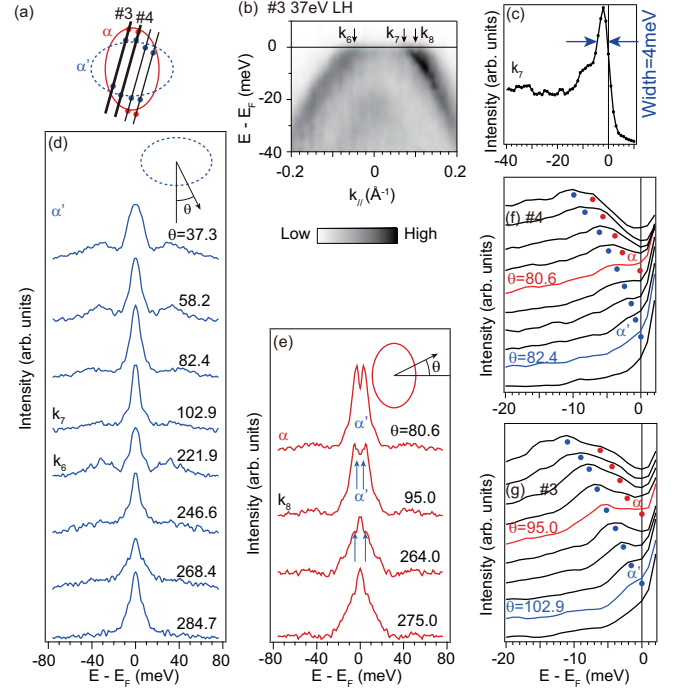 (a)
#3
#4
α
α'
(b) #3 37eV LH
k6
k7
k8
E - EF (meV)
0
-20
-40
-0.2
0.0
0.2
k// (Å-1)
Low
High
(c)
k7
Width=4meV
Intensity (arb. units)
-40
-20
0
(d)
θ
α'
θ=37.3
58.2
82.4
k7
102.9
k6
221.9
246.6
268.4
284.7
Intensity (arb. units)
-80
-40
0
40
80
E - EF (meV)
(e)
θ
α
α'
θ=80.6
k8
α'
95.0
264.0
275.0
Intensity (arb. units)
-80
-40
0
40
80
E - EF (meV)
(f) #4
α
θ=80.6
α'
θ=82.4
Intensity (arb. units)
-20
-10
0
(g) #3
α
θ=95.0
α'
θ=102.9
Intensity (arb. units)
-20
-10
0
E - EF (meV)